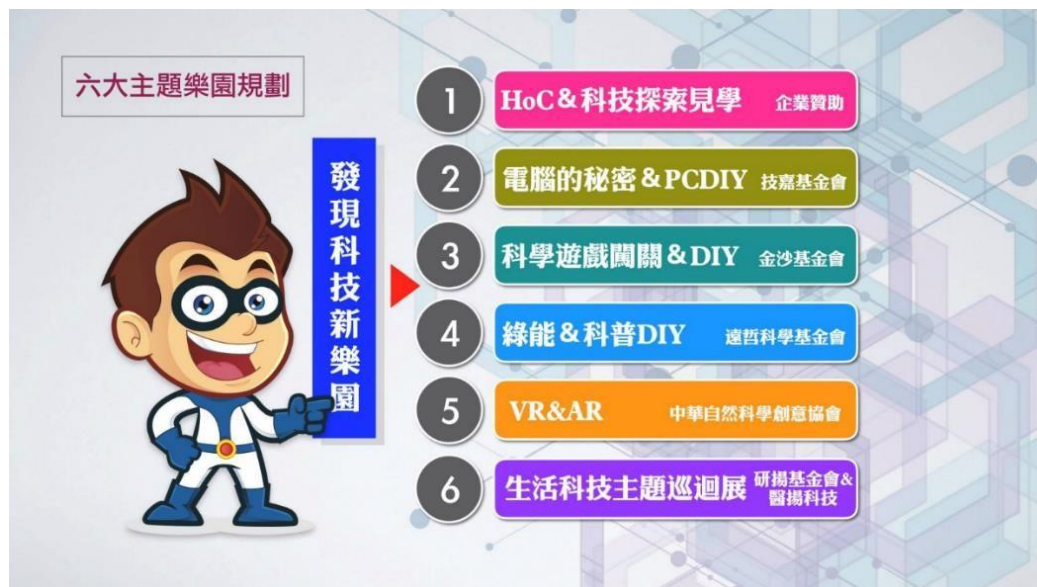 六大主題樂園規劃
發現科技新樂園
1 HoC&科技探索見學 企業贊助
2 電腦的秘密&PCDIY 技嘉基金會
3 科學遊戲闖關&DIY 金沙基金會
4 綠能&科普DIY 遠哲科學基金會
5 VR&AR 中華自然科學創意協會
6 生活科技主題巡迴展 研揚基金會&
醫揚科技